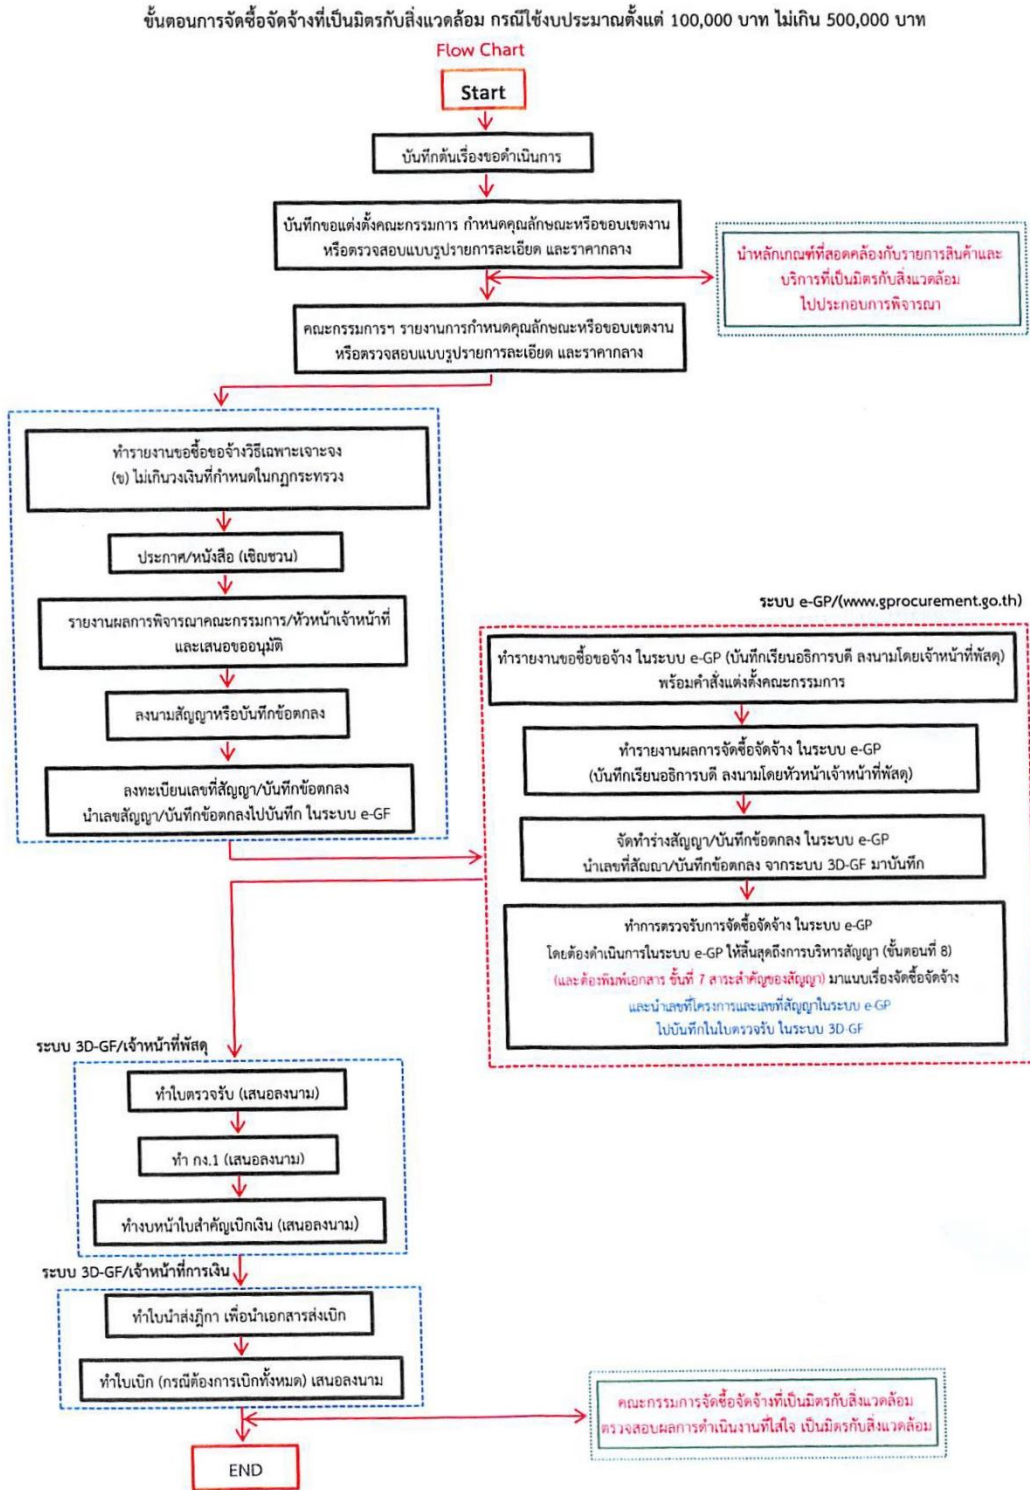 ขั้นตอนการจัดซื้อจัดจ้างที่เป็นมิตรกับสิ่งแวดล้อม กรณีใช้งบประมาณตั้งแต่ 100,000 บาท ไม่เกิน 500,000 บาท
Flow Chart
Start
บันทึกต้นเรื่องขอดำเนินการ
บันทึกขอแต่งตั้งคณะกรรมการ กำหนดคุณลักษณะหรือขอบเขตงาน
หรือตรวจสอบแบบรูปรายการละเอียด และราคากลาง
นำหลักเกณฑ์ที่สอดคล้องกับรายการสินค้าและ
บริการที่เป็นมิตรกับสิ่งแวดล้อม
ไปประกอบการพิจารณา
คณะกรรมการฯ รายงานการกำหนดคุณลักษณะหรือขอบเขตงาน
หรือตรวจสอบแบบรูปรายการละเอียด และราคากลาง
ทำรายงานขอซื้อขอจ้างวิธีเฉพาะเจาะจง
(ข) ไม่เกินวงเงินที่กำหนดในกฎกระทรวง
ประกาศ/หนังสือ (เชิญชวน)
รายงานผลการพิจารณาคณะกรรมการ/หัวหน้าเจ้าหน้าที่
และเสนอขออนุมัติ
ลงนามสัญญาหรือบันทึกข้อตกลง
ลงทะเบียนเลขที่สัญญา/บันทึกข้อตกลง
นำเลขสัญญา/บันทึกข้อตกลงไปบันทึก ในระบบ e-GF
ระบบ e-GP/(www.gprocurement.go.th)
ทำรายงานขอซื้อขอจ้าง ในระบบ e-GP (บันทึกเรียนอธิการบดี ลงนามโดยเจ้าหน้าที่พัสดุ)
พร้อมคำสั่งแต่งตั้งคณะกรรมการ
ทำรายงานผลการจัดซื้อจัดจ้าง ในระบบ e-GP
(บันทึกเรียนอธิการบดี ลงนามโดยหัวหน้าเจ้าหน้าที่พัสดุ)
จัดทำร่างสัญญา/บันทึกข้อตกลง ในระบบ e-GP
นำเลขที่สัญญา/บันทึกข้อตกลง จากระบบ 3D-GF มาบันทึก
ทำการตรวจรับการจัดซื้อจัดจ้าง ในระบบ e-GP
โดยต้องดำเนินการในระบบ e-GP ให้สิ้นสุดถึงการบริหารสัญญา (ขั้นตอนที่ 8)
(และต้องพิมพ์เอกสาร ชั้นที่ 7 สาระสำคัญของสัญญา) มาแนบเรื่องจัดซื้อจัดจ้าง
และนำเลขที่โครงการและเลขที่สัญญาในระบบ e-GP
ไปบันทึกในใบตรวจรับ ในระบบ 3D-GF
ระบบ 3D-GF/เจ้าหน้าที่พัสดุ
ทำใบตรวจรับ (เสนอลงนาม)
ทำ กง.1 (เสนอลงนาม)
ทำงบหน้าใบสำคัญเบิกเงิน (เสนอลงนาม)
ระบบ 3D-GF/เจ้าหน้าที่การเงิน
ทำใบนำส่งฎีกา เพื่อนำเอกสารส่งเบิก
ทำใบเบิก (กรณีต้องการเบิกทั้งหมด) เสนอลงนาม
คณะกรรมการจัดซื้อจัดจ้างที่เป็นมิตรกับสิ่งแวดล้อม
ตรวจสอบผลการดำเนินงานที่ใส่ใจ เป็นมิตรกับสิ่งแวดล้อม
END